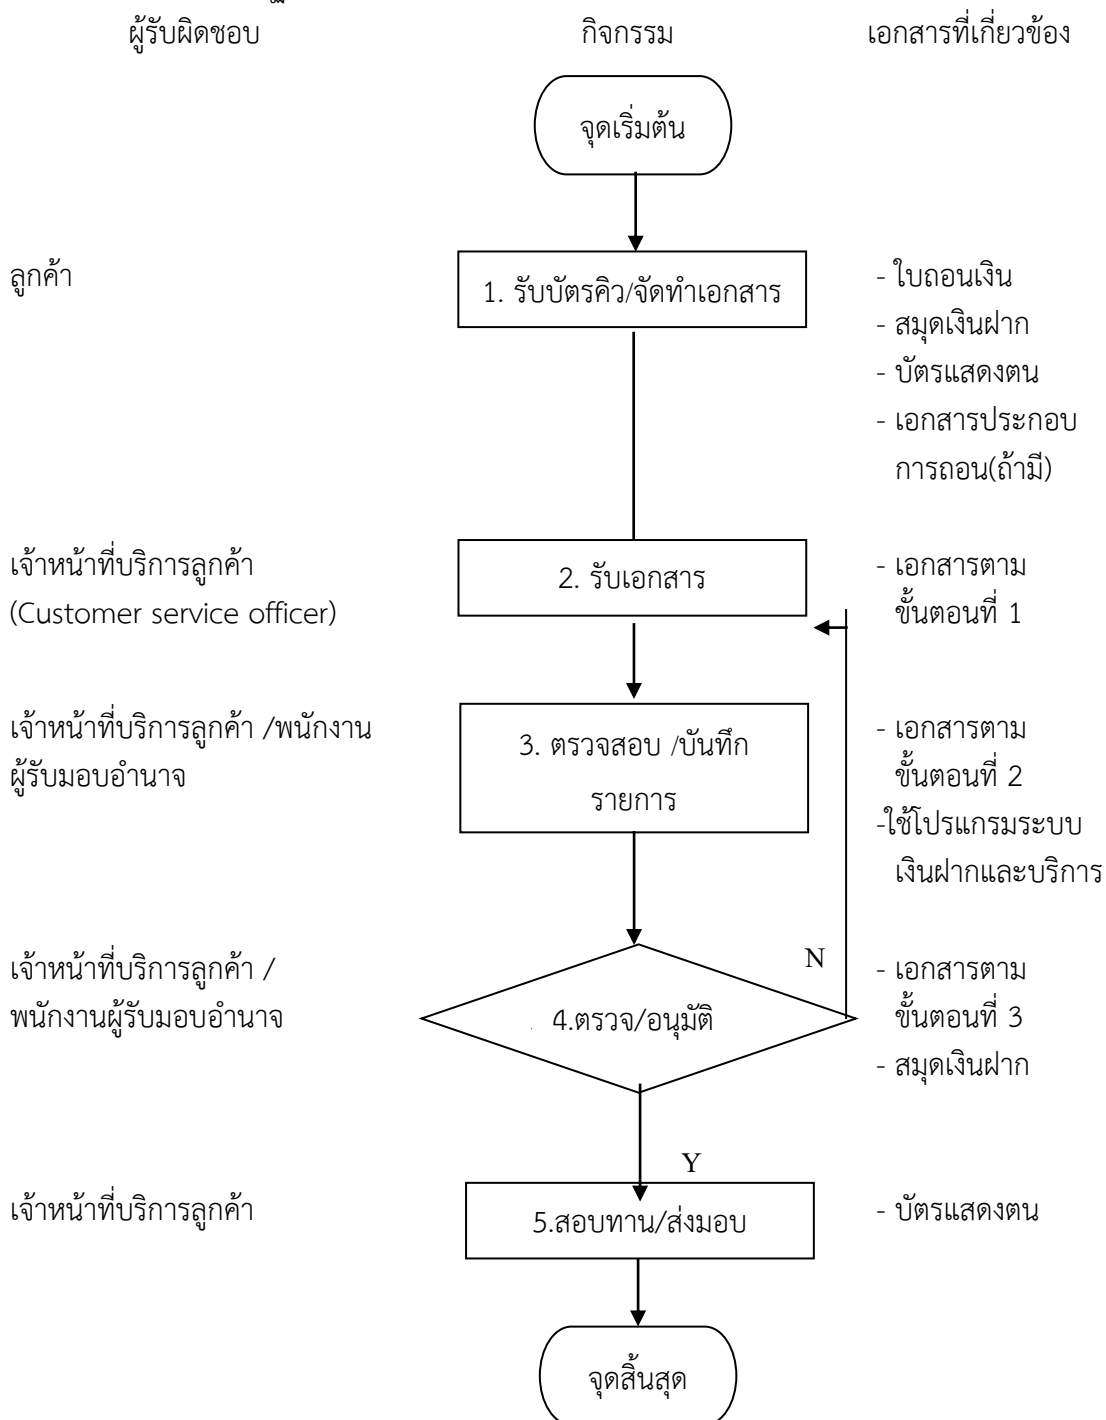 ผู้รับผิดชอบ
กิจกรรม
เอกสารที่เกี่ยวข้อง
จุดเริ่มต้น
ลูกค้า
1. รับบัตรคิว/จัดทำเอกสาร
- ใบถอนเงิน
- สมุดเงินฝาก
- บัตรแสดงตน
- เอกสารประกอบ
การถอน(ถ้ามี)
เจ้าหน้าที่บริการลูกค้า
(Customer service officer)
2. รับเอกสาร
- เอกสารตาม
ขั้นตอนที่ 1
เจ้าหน้าที่บริการลูกค้า /พนักงาน
ผู้รับมอบอำนาจ
3. ตรวจสอบ /บันทึก
รายการ
- เอกสารตาม
ขั้นตอนที่ 2
-ใช้โปรแกรมระบบ
เงินฝากและบริการ
เจ้าหน้าที่บริการลูกค้า /
พนักงานผู้รับมอบอำนาจ
4.ตรวจ/อนุมัติ
N
- เอกสารตาม
ขั้นตอนที่ 3
- สมุดเงินฝาก
Y
เจ้าหน้าที่บริการลูกค้า
5.สอบทาน/ส่งมอบ
- บัตรแสดงตน
จุดสิ้นสุด